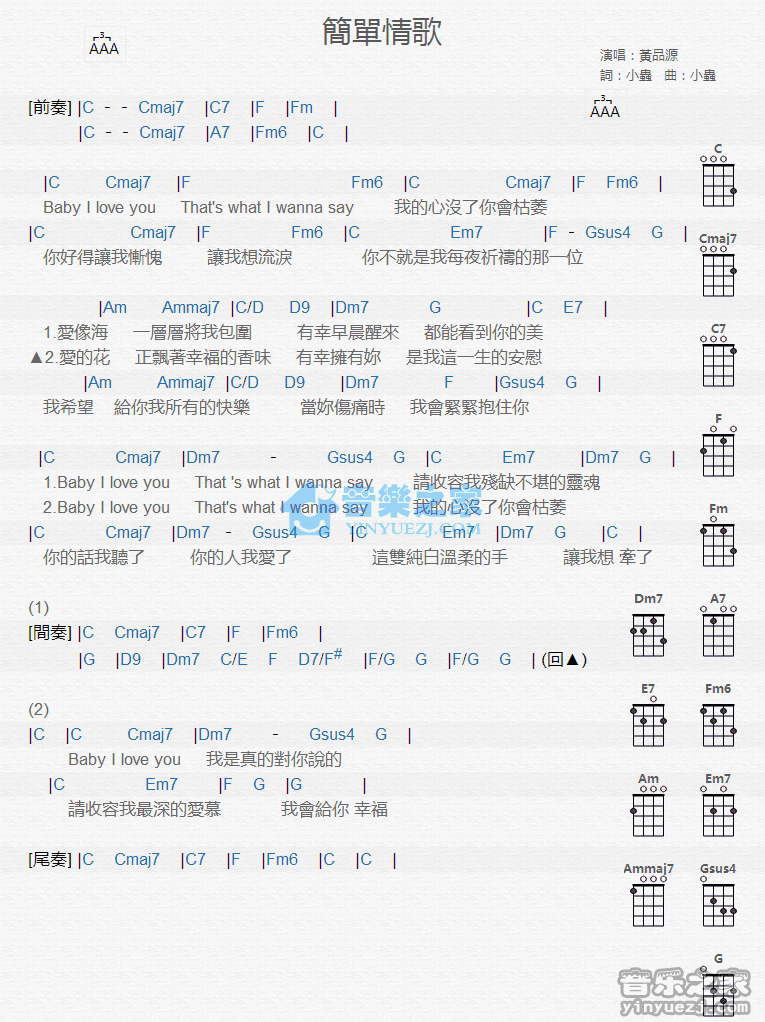 簡單情歌
3
AAA
演唱：黃品源
詞：小蟲 曲：小蟲
3
AAA
[前奏] |C - - Cmaj7 |C7 |F |Fm |
|C - - Cmaj7 |A7 |Fm6 |C |
|C Cmaj7 |F Fm6 |C Cmaj7 |F Fm6 |
Baby I love you That's what I wanna say 我的心沒了你會枯萎
|C Cmaj7 |F Fm6 |C Em7 |F - Gsus4 G |
你好得讓我慚愧 讓我想流淚 你不就是我每夜祈禱的那一位
|Am Ammaj7 |C/D D9 |Dm7 G |C E7 |
1.愛像海 一層層將我包圍 有幸早晨醒來 都能看到你的美
▲2.愛的花 正飄著幸福的香味 有幸擁有妳 是我這一生的安慰
|Am Ammaj7 |C/D D9 |Dm7 F |Gsus4 G |
我希望 給你我所有的快樂 當妳傷痛時 我會緊緊抱住你
|C Cmaj7 |Dm7 - Gsus4 G |C Em7 |Dm7 G |
1.Baby I love you That 's what I wanna say 請收容我殘缺不堪的靈魂
2.Baby I love you That's what I wanna say 我的心沒了你會枯萎
|C Cmaj7 |Dm7 - Gsus4 G |C Em7 |Dm7 G |C |
你的話我聽了 你的人我愛了 這雙純白溫柔的手 讓我想 牽了
(1)
[間奏] |C Cmaj7 |C7 |F |Fm6 |
|G |D9 |Dm7 C/E F D7/F# |F/G G |F/G G | (回▲)
(2)
|C |C Cmaj7 |Dm7 - Gsus4 G |
Baby I love you 我是真的對你說的
|C Em7 |F G |G |
請收容我最深的愛慕 我會給你 幸福
[尾奏] |C Cmaj7 |C7 |F |Fm6 |C |C |
C
Cmaj7
C7
F
Fm
Dm7 A7
E7 Fm6
Am Em7
Ammaj7 Gsus4
G
音樂之家
YINYUEZJ.COM
音乐之家
yinyuezj.com